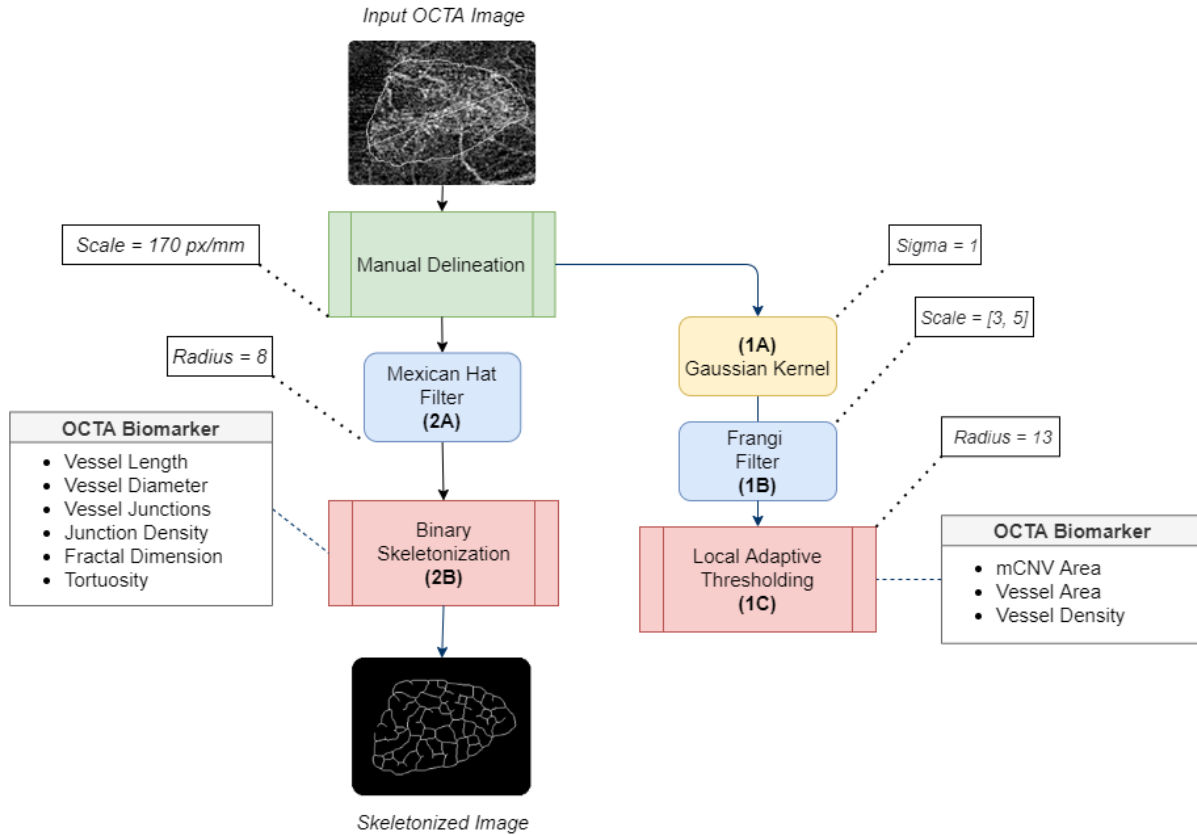 Input OCTA Image
Scale = 170 px/mm
Manual Delineation
Sigma = 1
Scale = [3, 5]
(1A)
Gaussian Kernel
Radius = 8
Mexican Hat
Filter
(2A)
Frangi
Filter
(1B)
Radius = 13
OCTA Biomarker
• Vessel Length
• Vessel Diameter
• Vessel Junctions
• Junction Density
• Fractal Dimension
• Tortuosity
Binary
Skeletonization
(2B)
Local Adaptive
Thresholding
(1C)
OCTA Biomarker
• mCNV Area
• Vessel Area
• Vessel Density
Skeletonized Image